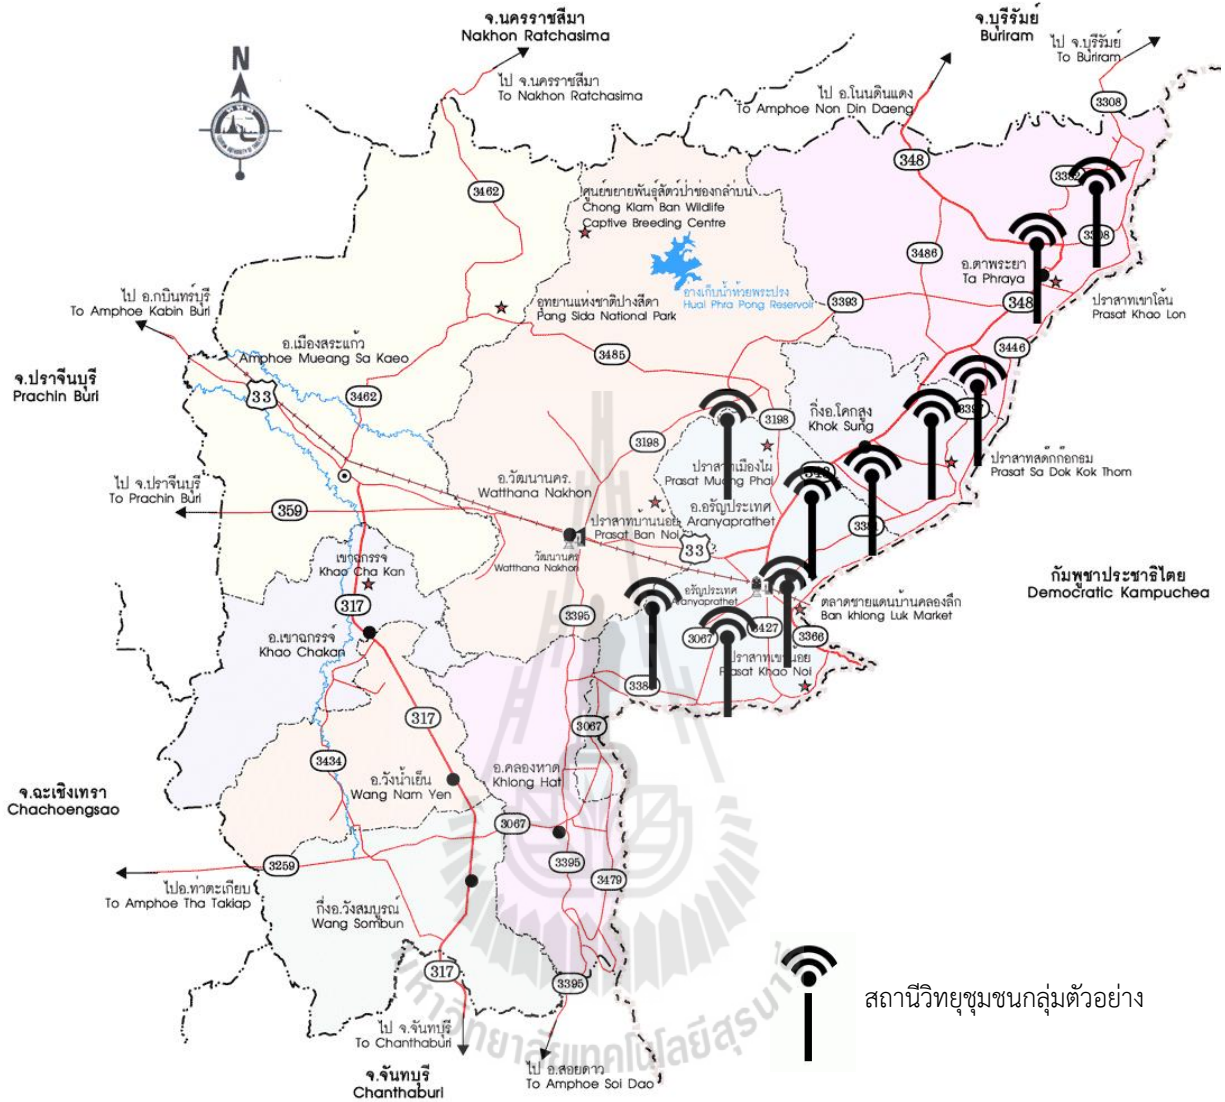 จ.นครราชสีมา
Nakhon Ratchasima
จ.บุรีรัมย์
Buriram
ไป จ.บุรีรัมย์
To Buriram
N
ไป จ.นครราชสีมา
To Nakhon Ratchasima
ไป อ.โนนดินแดง
To Amphoe Non Din Daeng
3308
348
3462
ศูนย์ขยายพันธุ์สัตว์ป่าช่องกล่ำบน
Chong Klam Ban Wildlife
Captive Breeding Centre
3308
3486
อ.ตาพระยา
Ta Phraya
ไป อ.กบินทร์บุรี
To Amphoe Kabin Buri
อุทยานแห่งชาติปางสีดา
Pang Sida National Park
อ่างเก็บน้ำห้วยพระปรง
Huai Phra Pong Reservoir
3393
348
ปราสาทเขาโล้น
Prasat Khao Lon
อ.เมืองสระแก้ว
Amphoe Mueang Sa Kaeo
3485
3446
จ.ปราจีนบุรี
Prachin Buri
33
3462
กิ่งอ.โคกสูง
Khok Sung
3198
3198
ปราสาทเมืองไผ่
Prasat Muang Phai
ปราสาทสด๊กก๊อกธม
Prasat Sa Dok Kok Thom
ไป จ.ปราจีนบุรี
To Prachin Buri
359
อ.วัฒนานคร.
Watthana Nakhon
อ.อรัญประเทศ
Aranyaprathet
348
ปราสาทบ้านน้อย
Prasat Ban Noi
33
วัฒนานคร
Watthana Nakhon
เขาฉกรรจ์
Khao Cha Kan
กัมพูชาประชาธิไตย
Democratic Kampuchea
อรัญประเทศ
Aranyaprathet
ตลาดชายแดนบ้านคลองลึก
Ban khlong Luk Market
317
3395
3067
3427
3366
อ.เขาฉกรรจ์
Khao Chakan
ปราสาทเขาน้อย
Prasat Khao Noi
317
3067
3434
อ.วังน้ำเย็น
Wang Nam Yen
อ.คลองหาด
Khlong Hat
จ.ฉะเชิงเทรา
Chachoengsao
3067
3259
3395
3479
ไปอ.ท่าตะเกียบ
To Amphoe Tha Takiap
กิ่งอ.วังสมบูรณ์
Wang Sombun
317
3395
สถานีวิทยุชุมชนกลุ่มตัวอย่าง
ไป จ.จันทบุรี
To Chanthaburi
มหาวิทยาลัยเทคโนโลยีสุรนารี
ไป อ.สอยดาว
To Amphoe Soi Dao
จ.จันทบุรี
Chanthaburi